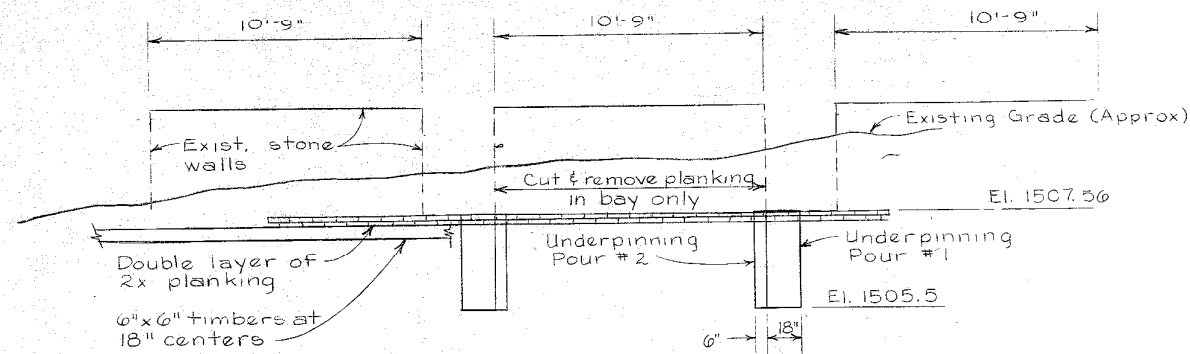 10'-9"
10'-9"
10'-9"
Exist. stone
walls
Existing Grade (Approx)
Cut & remove planking
in bay only
El. 1507.56
Double layer of
2x planking
Underpinning
Pour #2
Underpinning
Pour #1
El. 1505.5
6"x6" timbers at
18" centers
6"
18"